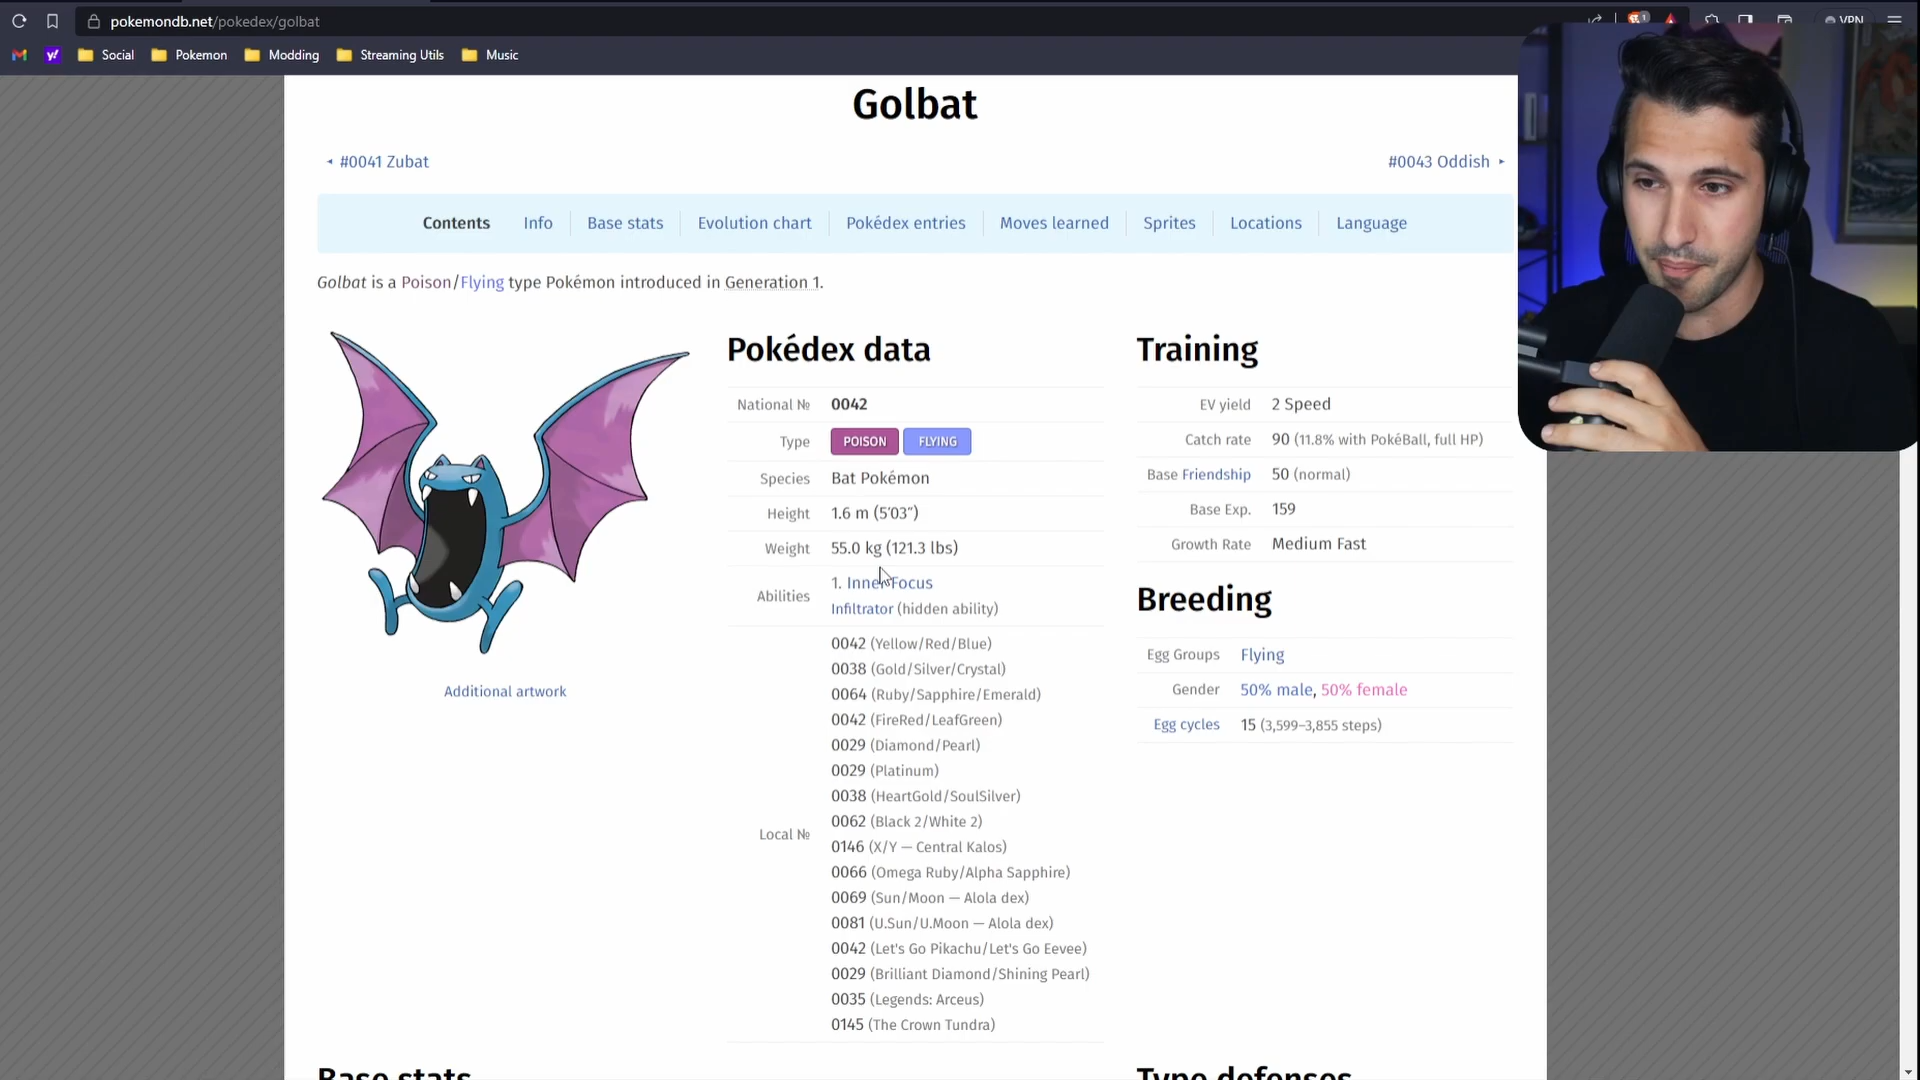 pokemondb.net/pokedex/golbat
1
VPN
Social
Pokemon
Modding
Streaming Utils
Music
Golbat
◂ #0041 Zubat
#0043 Oddish ▸
Contents Info Base stats Evolution chart Pokédex entries Moves learned Sprites Locations Language
Golbat is a Poison/Flying type Pokémon introduced in Generation 1.
Additional artwork
Pokédex data
National № 0042
Type POISON FLYING
Species Bat Pokémon
Height 1.6 m (5′03″)
Weight 55.0 kg (121.3 lbs)
Abilities 1. Inner Focus
Infiltrator (hidden ability)
Local № 0042 (Yellow/Red/Blue)
0038 (Gold/Silver/Crystal)
0064 (Ruby/Sapphire/Emerald)
0042 (FireRed/LeafGreen)
0029 (Diamond/Pearl)
0029 (Platinum)
0038 (HeartGold/SoulSilver)
0062 (Black 2/White 2)
0146 (X/Y — Central Kalos)
0066 (Omega Ruby/Alpha Sapphire)
0069 (Sun/Moon — Alola dex)
0081 (U.Sun/U.Moon — Alola dex)
0042 (Let's Go Pikachu/Let's Go Eevee)
0029 (Brilliant Diamond/Shining Pearl)
0035 (Legends: Arceus)
0145 (The Crown Tundra)
Training
EV yield 2 Speed
Catch rate 90 (11.8% with PokéBall, full HP)
Base Friendship 50 (normal)
Base Exp. 159
Growth Rate Medium Fast
Breeding
Egg Groups Flying
Gender 50% male, 50% female
Egg cycles 15 (3,599–3,855 steps)
Base stats
Type defenses